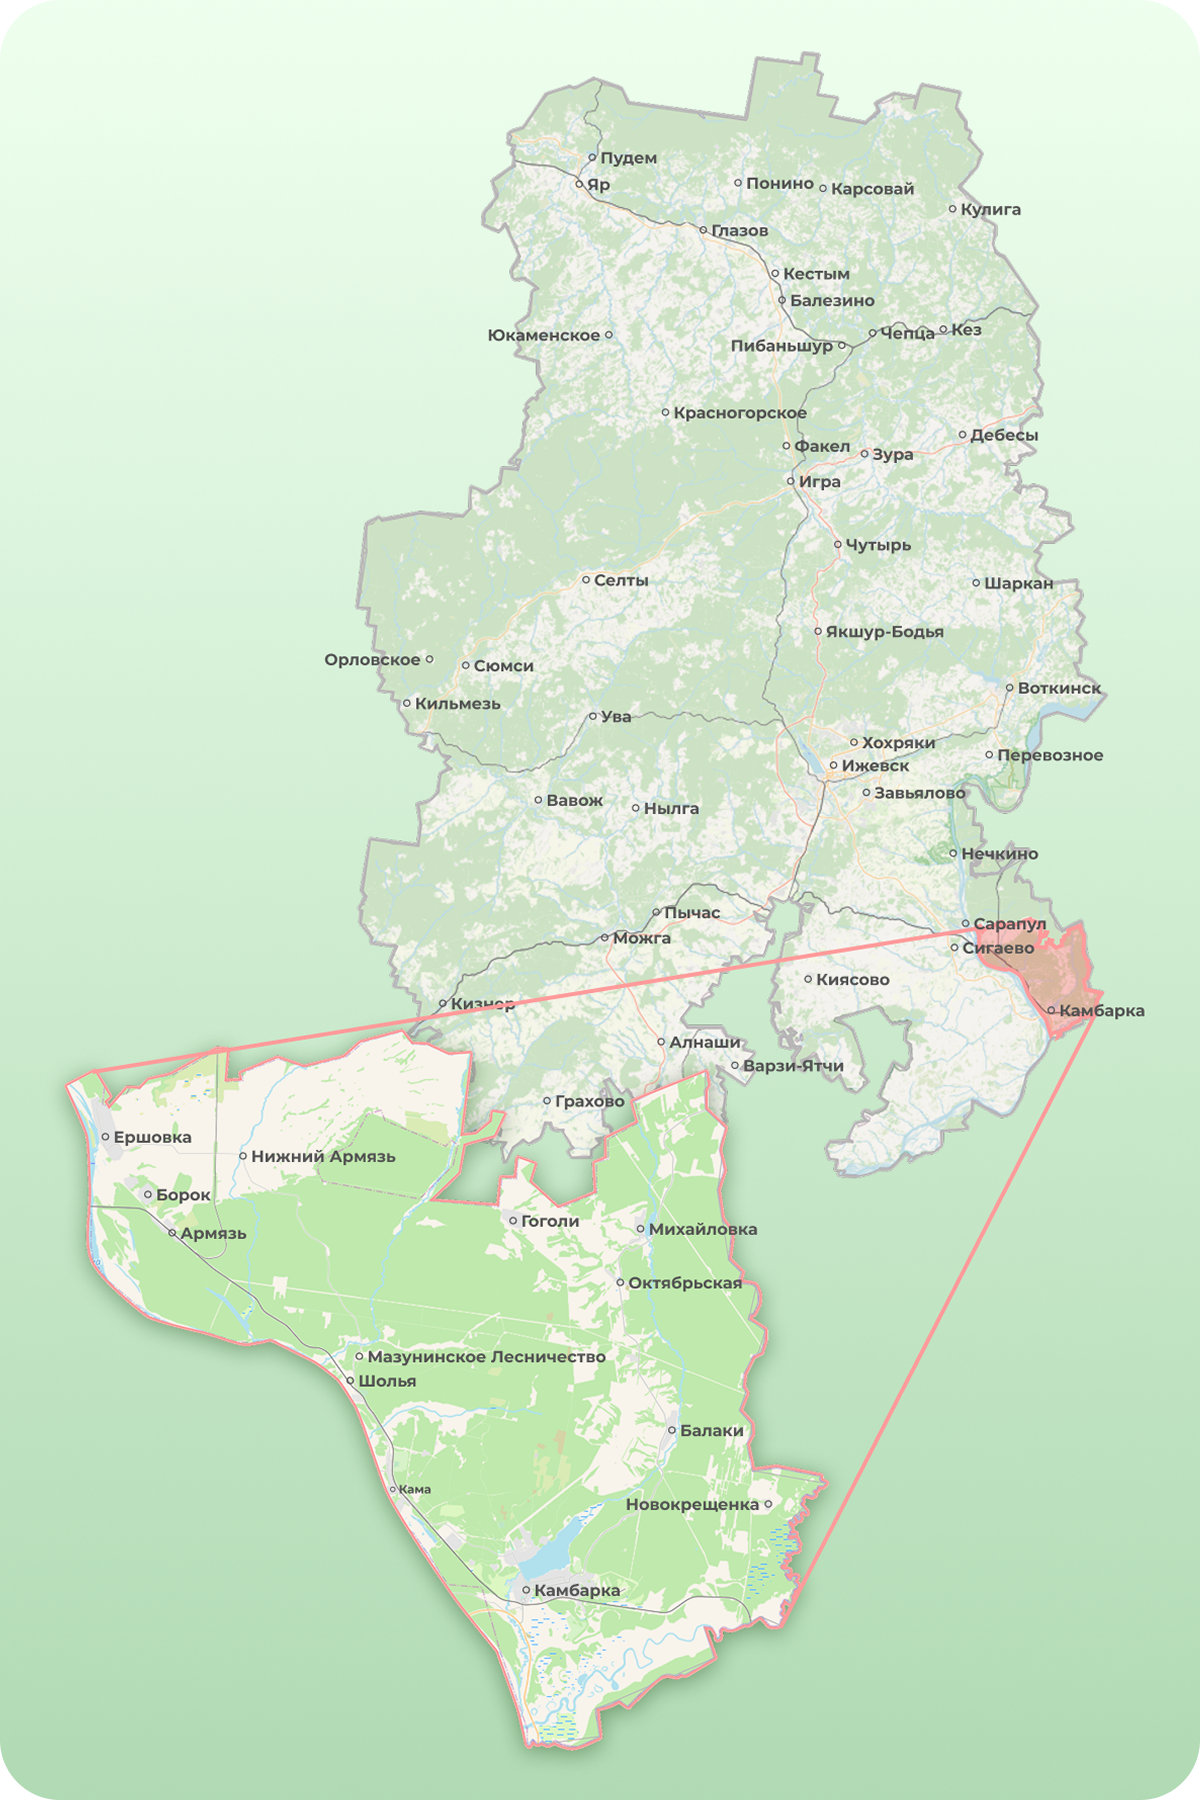 Пудем
Яр
Понино
Карсовай
Кулига
Глазов
Кестым
Балезино
Юкаменское
Пибаньшур
Чепца
Кез
Красногорское
Факел
Дебесы
Зура
Игра
Чутырь
Селты
Шаркан
Якшур-Бодья
Орловское
Сюмси
Кильмезь
Воткинск
Ува
Хохряки
Перевозное
Ижевск
Завьялово
Вавож
Нылга
Нечкино
Пычас
Сарапул
Можга
Сигаево
Киясово
Кизнер
Камбарка
Алнаши
Варзи-Ятчи
Грахово
Ершовка
Нижний Армязь
Борок
Армязь
Гоголи
Михайловка
Октябрьская
Мазунинское Лесничество
Шолья
Балаки
Кама
Новокрещенка
Камбарка